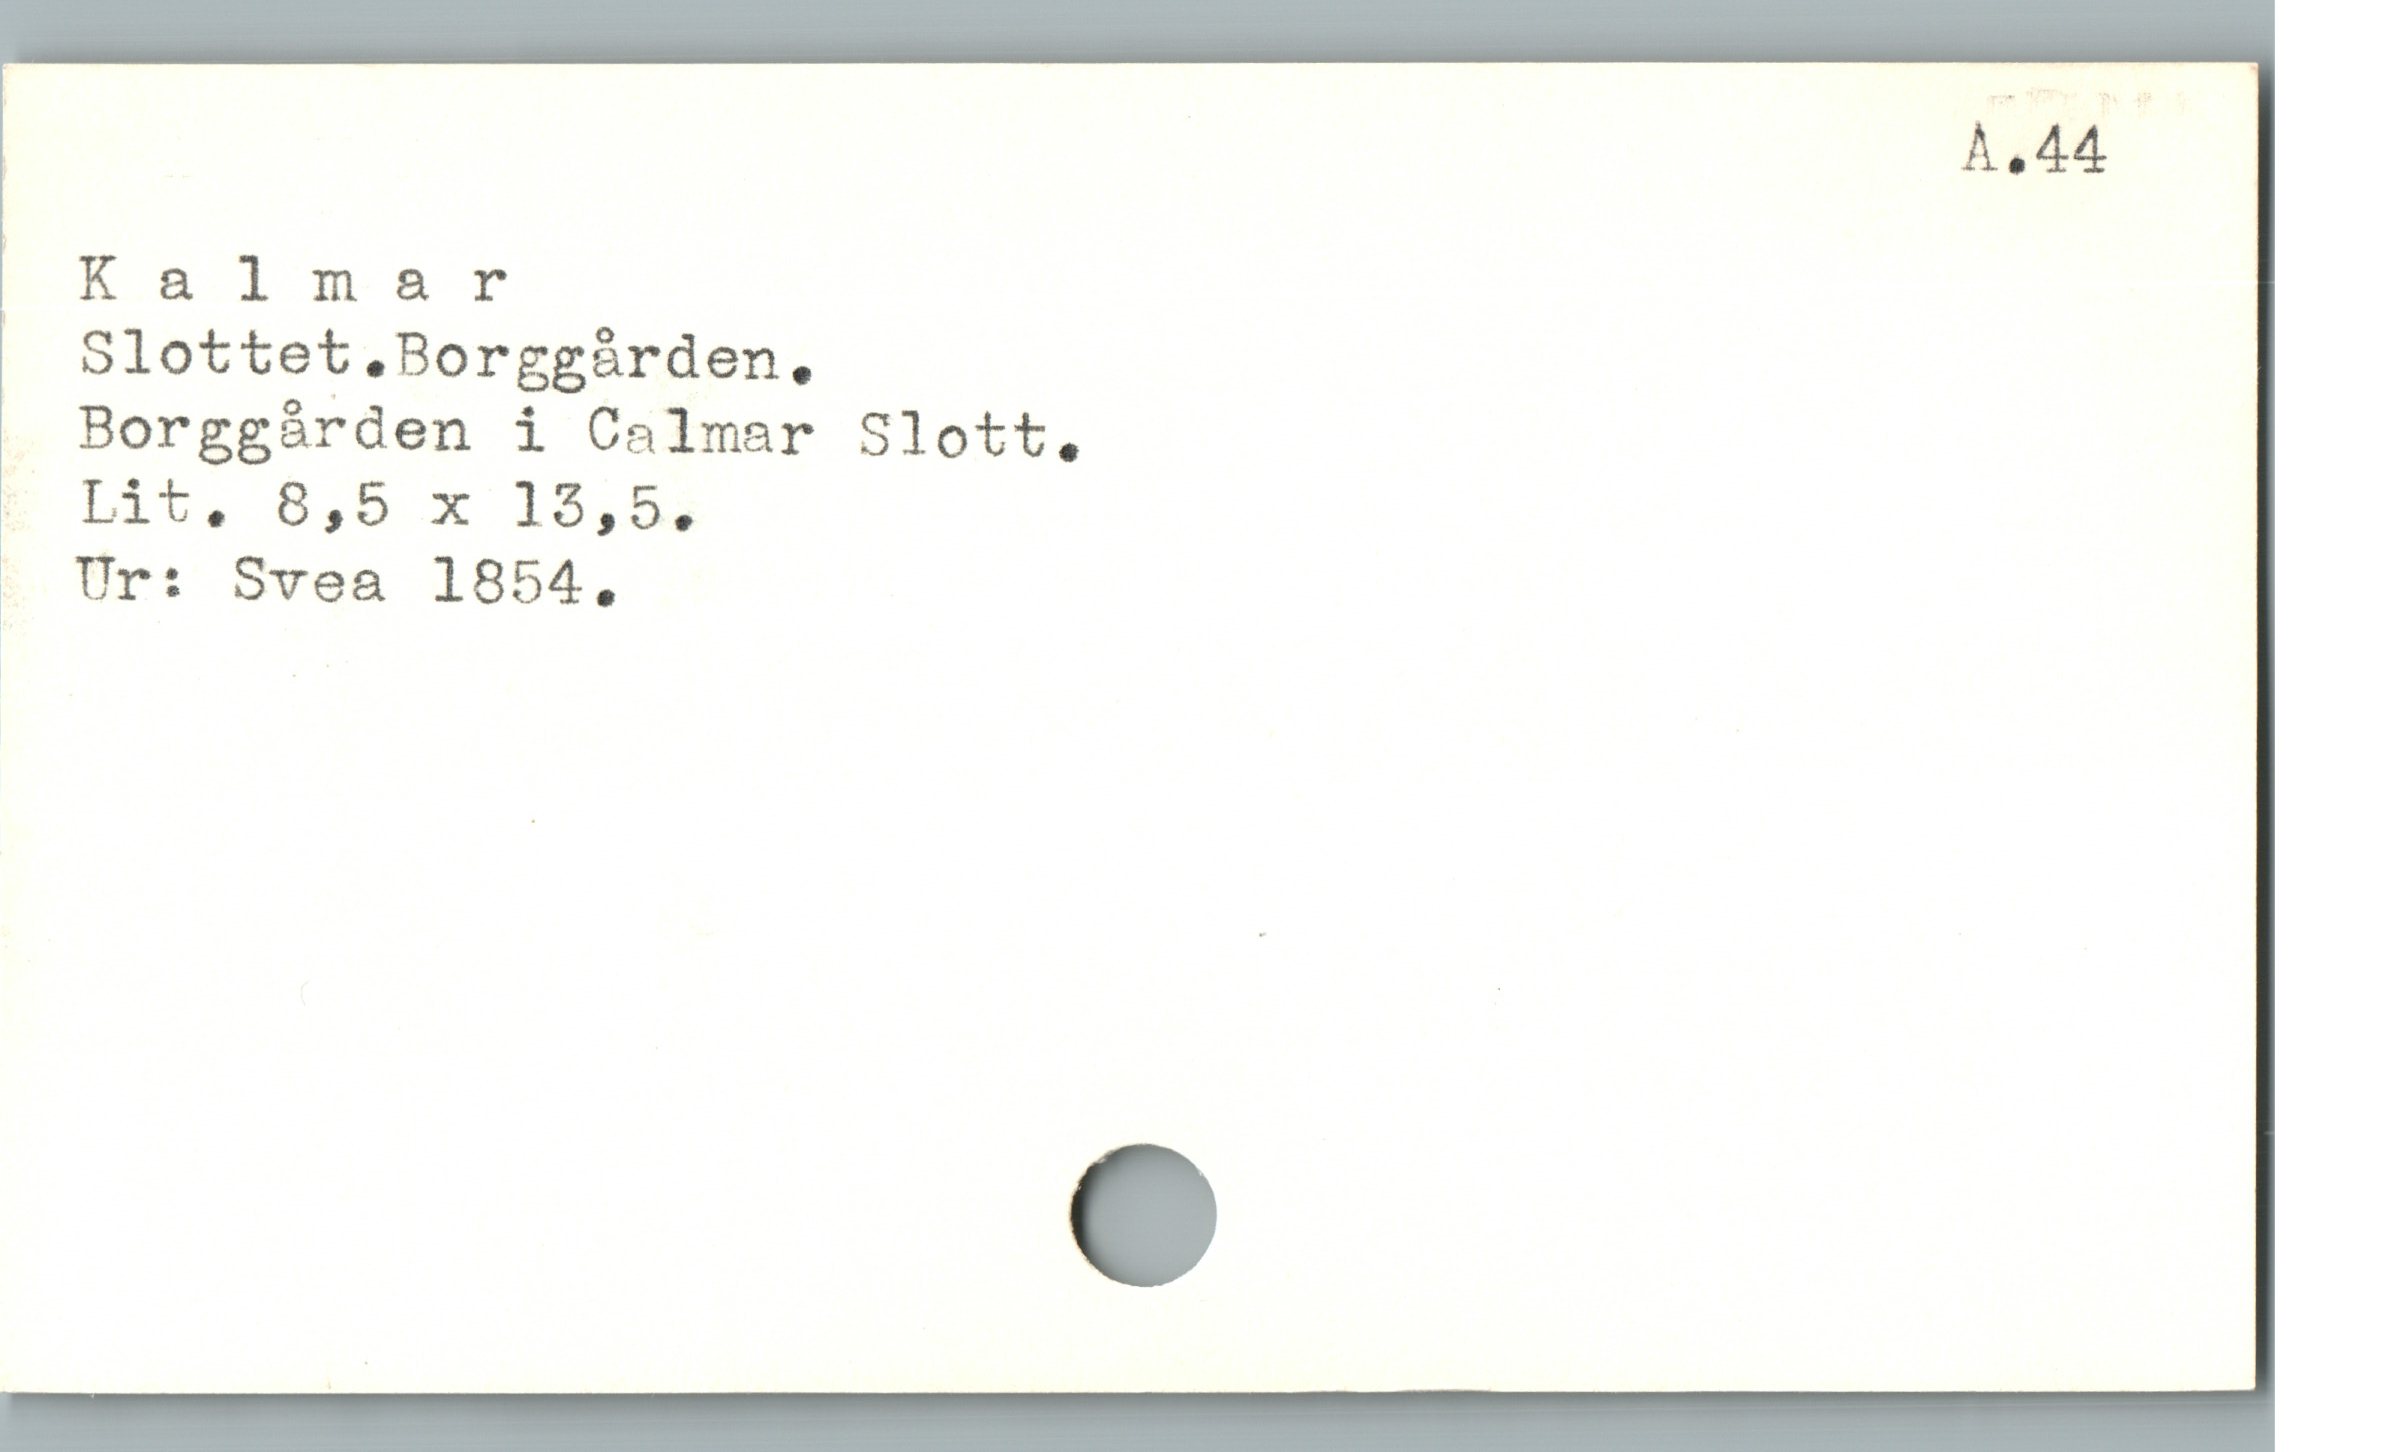 A.44
K a l m a r
Slottet.Borggården.
Borggården i Calmar Slott.
Lit. 8,5 x 13,5.
Ur: Svea 1854.